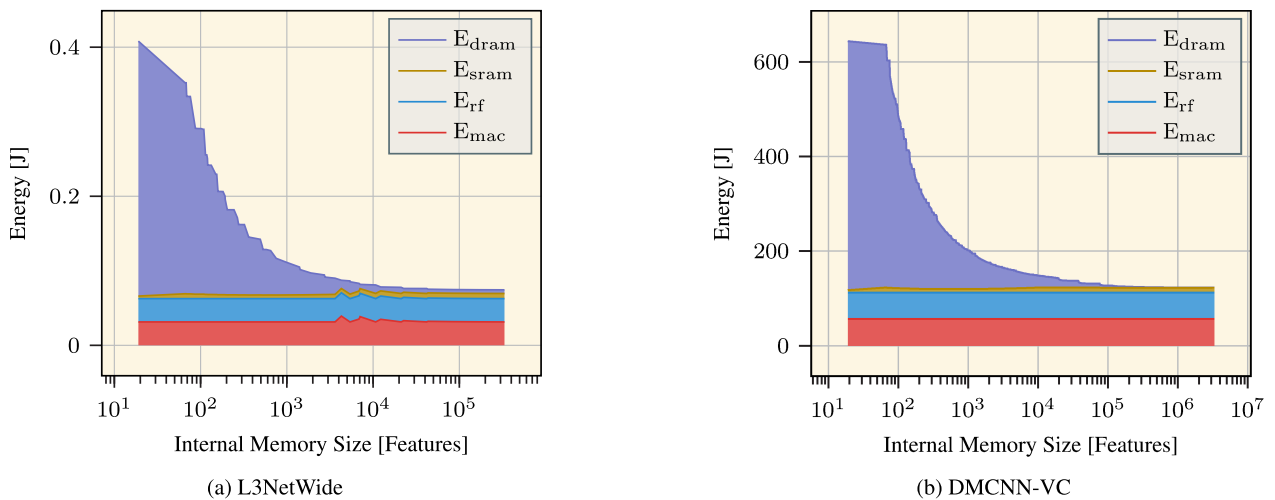 0.4
0.2
0
Energy [J]
E_dram
E_sram
E_rf
E_mac
10^1 10^2 10^3 10^4 10^5
Internal Memory Size [Features]
(a) L3NetWide
600
400
200
0
Energy [J]
E_dram
E_sram
E_rf
E_mac
10^1 10^2 10^3 10^4 10^5 10^6 10^7
Internal Memory Size [Features]
(b) DMCNN-VC